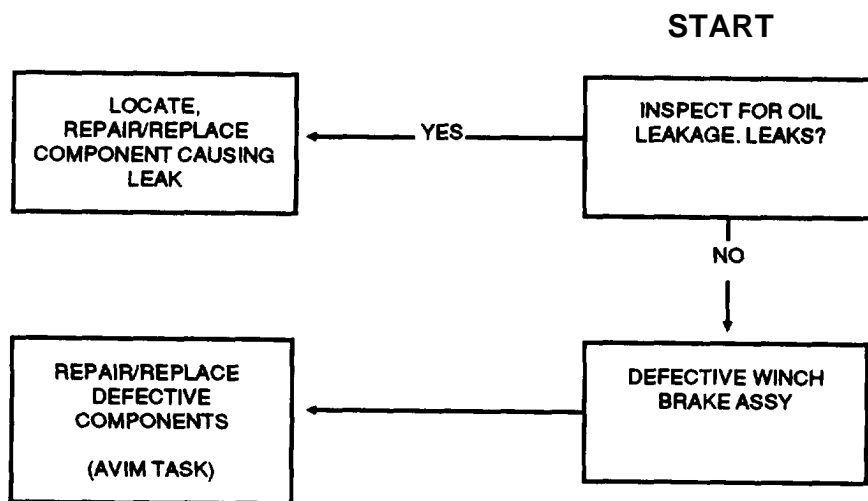 START
INSPECT FOR OIL
LEAKAGE. LEAKS?
YES
LOCATE,
REPAIR/REPLACE
COMPONENT CAUSING
LEAK
NO
DEFECTIVE WINCH
BRAKE ASSY
REPAIR/REPLACE
DEFECTIVE
COMPONENTS
(AVIM TASK)